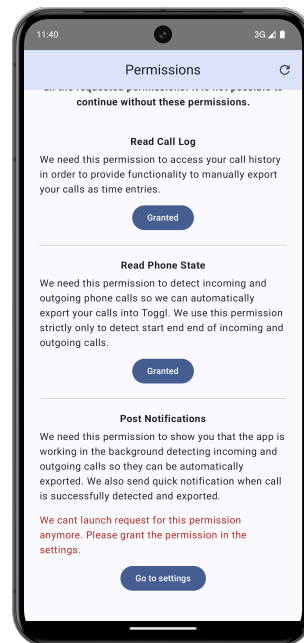 11:40
3G
Permissions
all the requested permissions! It is not possible to
continue without these permissions.
Read Call Log
We need this permission to access your call history
in order to provide functionality to manually export
your calls as time entries.
Granted
Read Phone State
We need this permission to detect incoming and
outgoing phone calls so we can automatically
export your calls into Toggl. We use this permission
strictly only to detect start end end of incoming and
outgoing calls.
Granted
Post Notifications
We need this permission to show you that the app is
working in the background detecting incoming and
outgoing calls so they can be automatically
exported. We also send quick notification when call
is successfully detected and exported.
We cant launch request for this permission
anymore. Please grant the permission in the
settings.
Go to settings